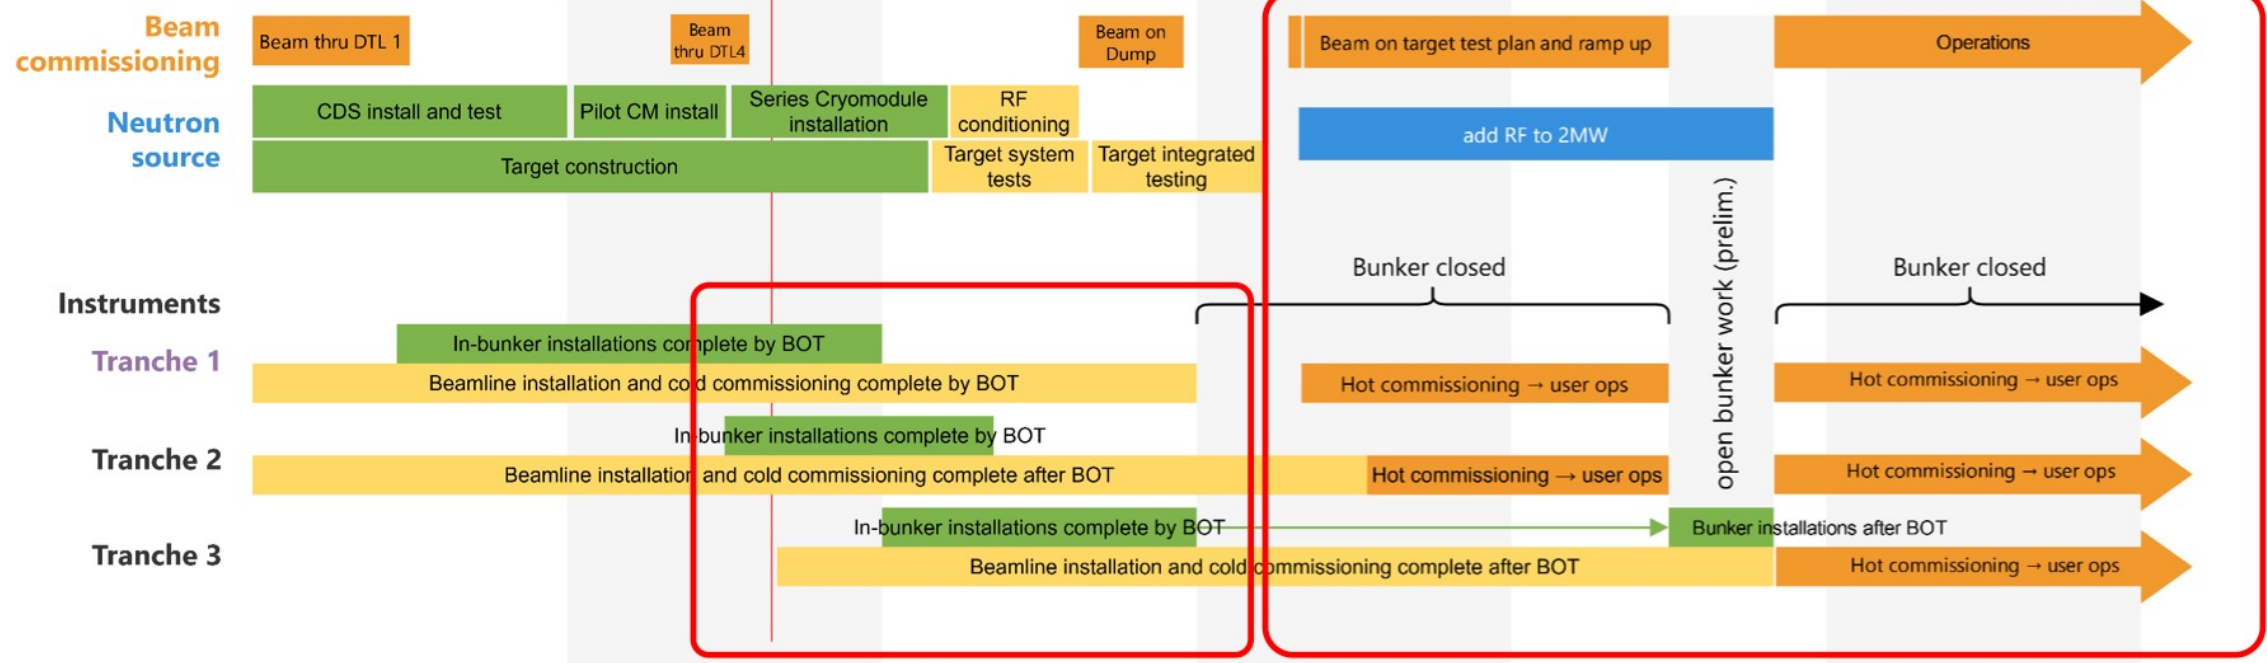 Beam
commissioning
Beam thru DTL 1
Beam
thru DTL4
Beam on
Dump
Beam on target test plan and ramp up
Operations
Neutron
source
CDS install and test
Pilot CM install
Series Cryomodule
installation
RF
conditioning
add RF to 2MW
Target construction
Target system
tests
Target integrated
testing
open bunker work (prelim.)
Bunker closed
Bunker closed
Instruments
Tranche 1
In-bunker installations complete by BOT
Beamline installation and cold commissioning complete by BOT
Hot commissioning → user ops
Hot commissioning → user ops
Tranche 2
In-bunker installations complete by BOT
Beamline installation and cold commissioning complete after BOT
Hot commissioning → user ops
Hot commissioning → user ops
Tranche 3
In-bunker installations complete by BOT
Bunker installations after BOT
Beamline installation and cold commissioning complete after BOT
Hot commissioning → user ops